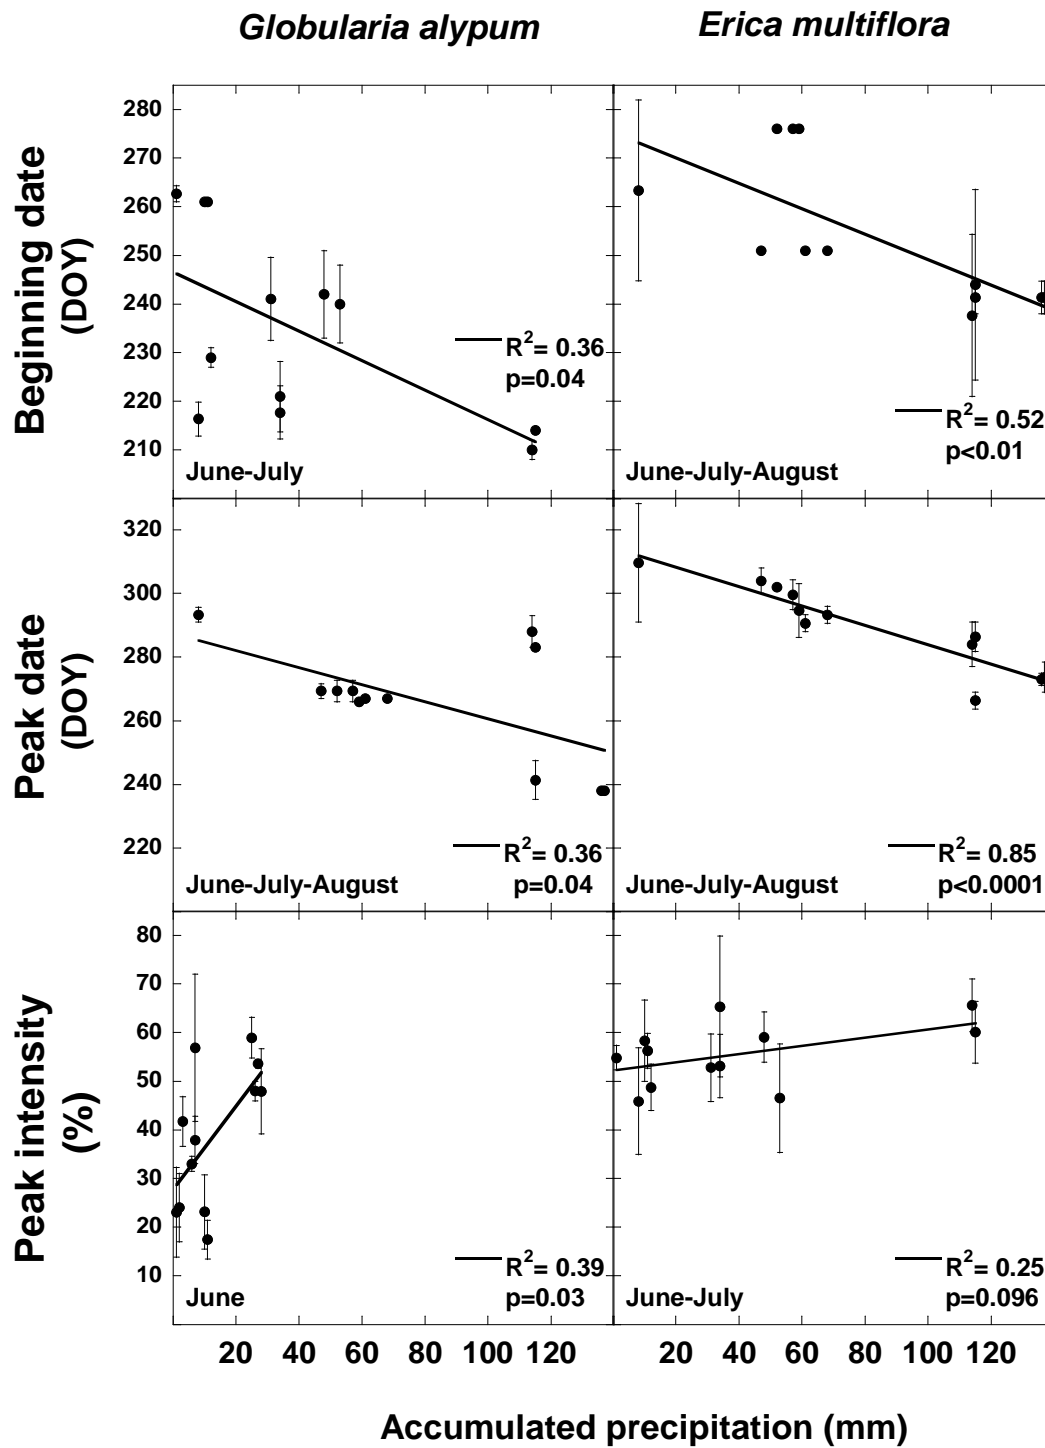 Globularia alypum
Erica multiflora
Beginning date
(DOY)
280
270
260
250
240
230
220
210
R²= 0.36
p=0.04
June-July
R²= 0.52
p<0.01
June-July-August
Peak date
(DOY)
320
300
280
260
240
220
R²= 0.36
p=0.04
June-July-August
R²= 0.85
p<0.0001
June-July-August
Peak intensity
(%)
80
70
60
50
40
30
20
10
R²= 0.39
p=0.03
June
R²= 0.25
p=0.096
June-July
20 40 60 80 100 120
20 40 60 80 100 120
Accumulated precipitation (mm)